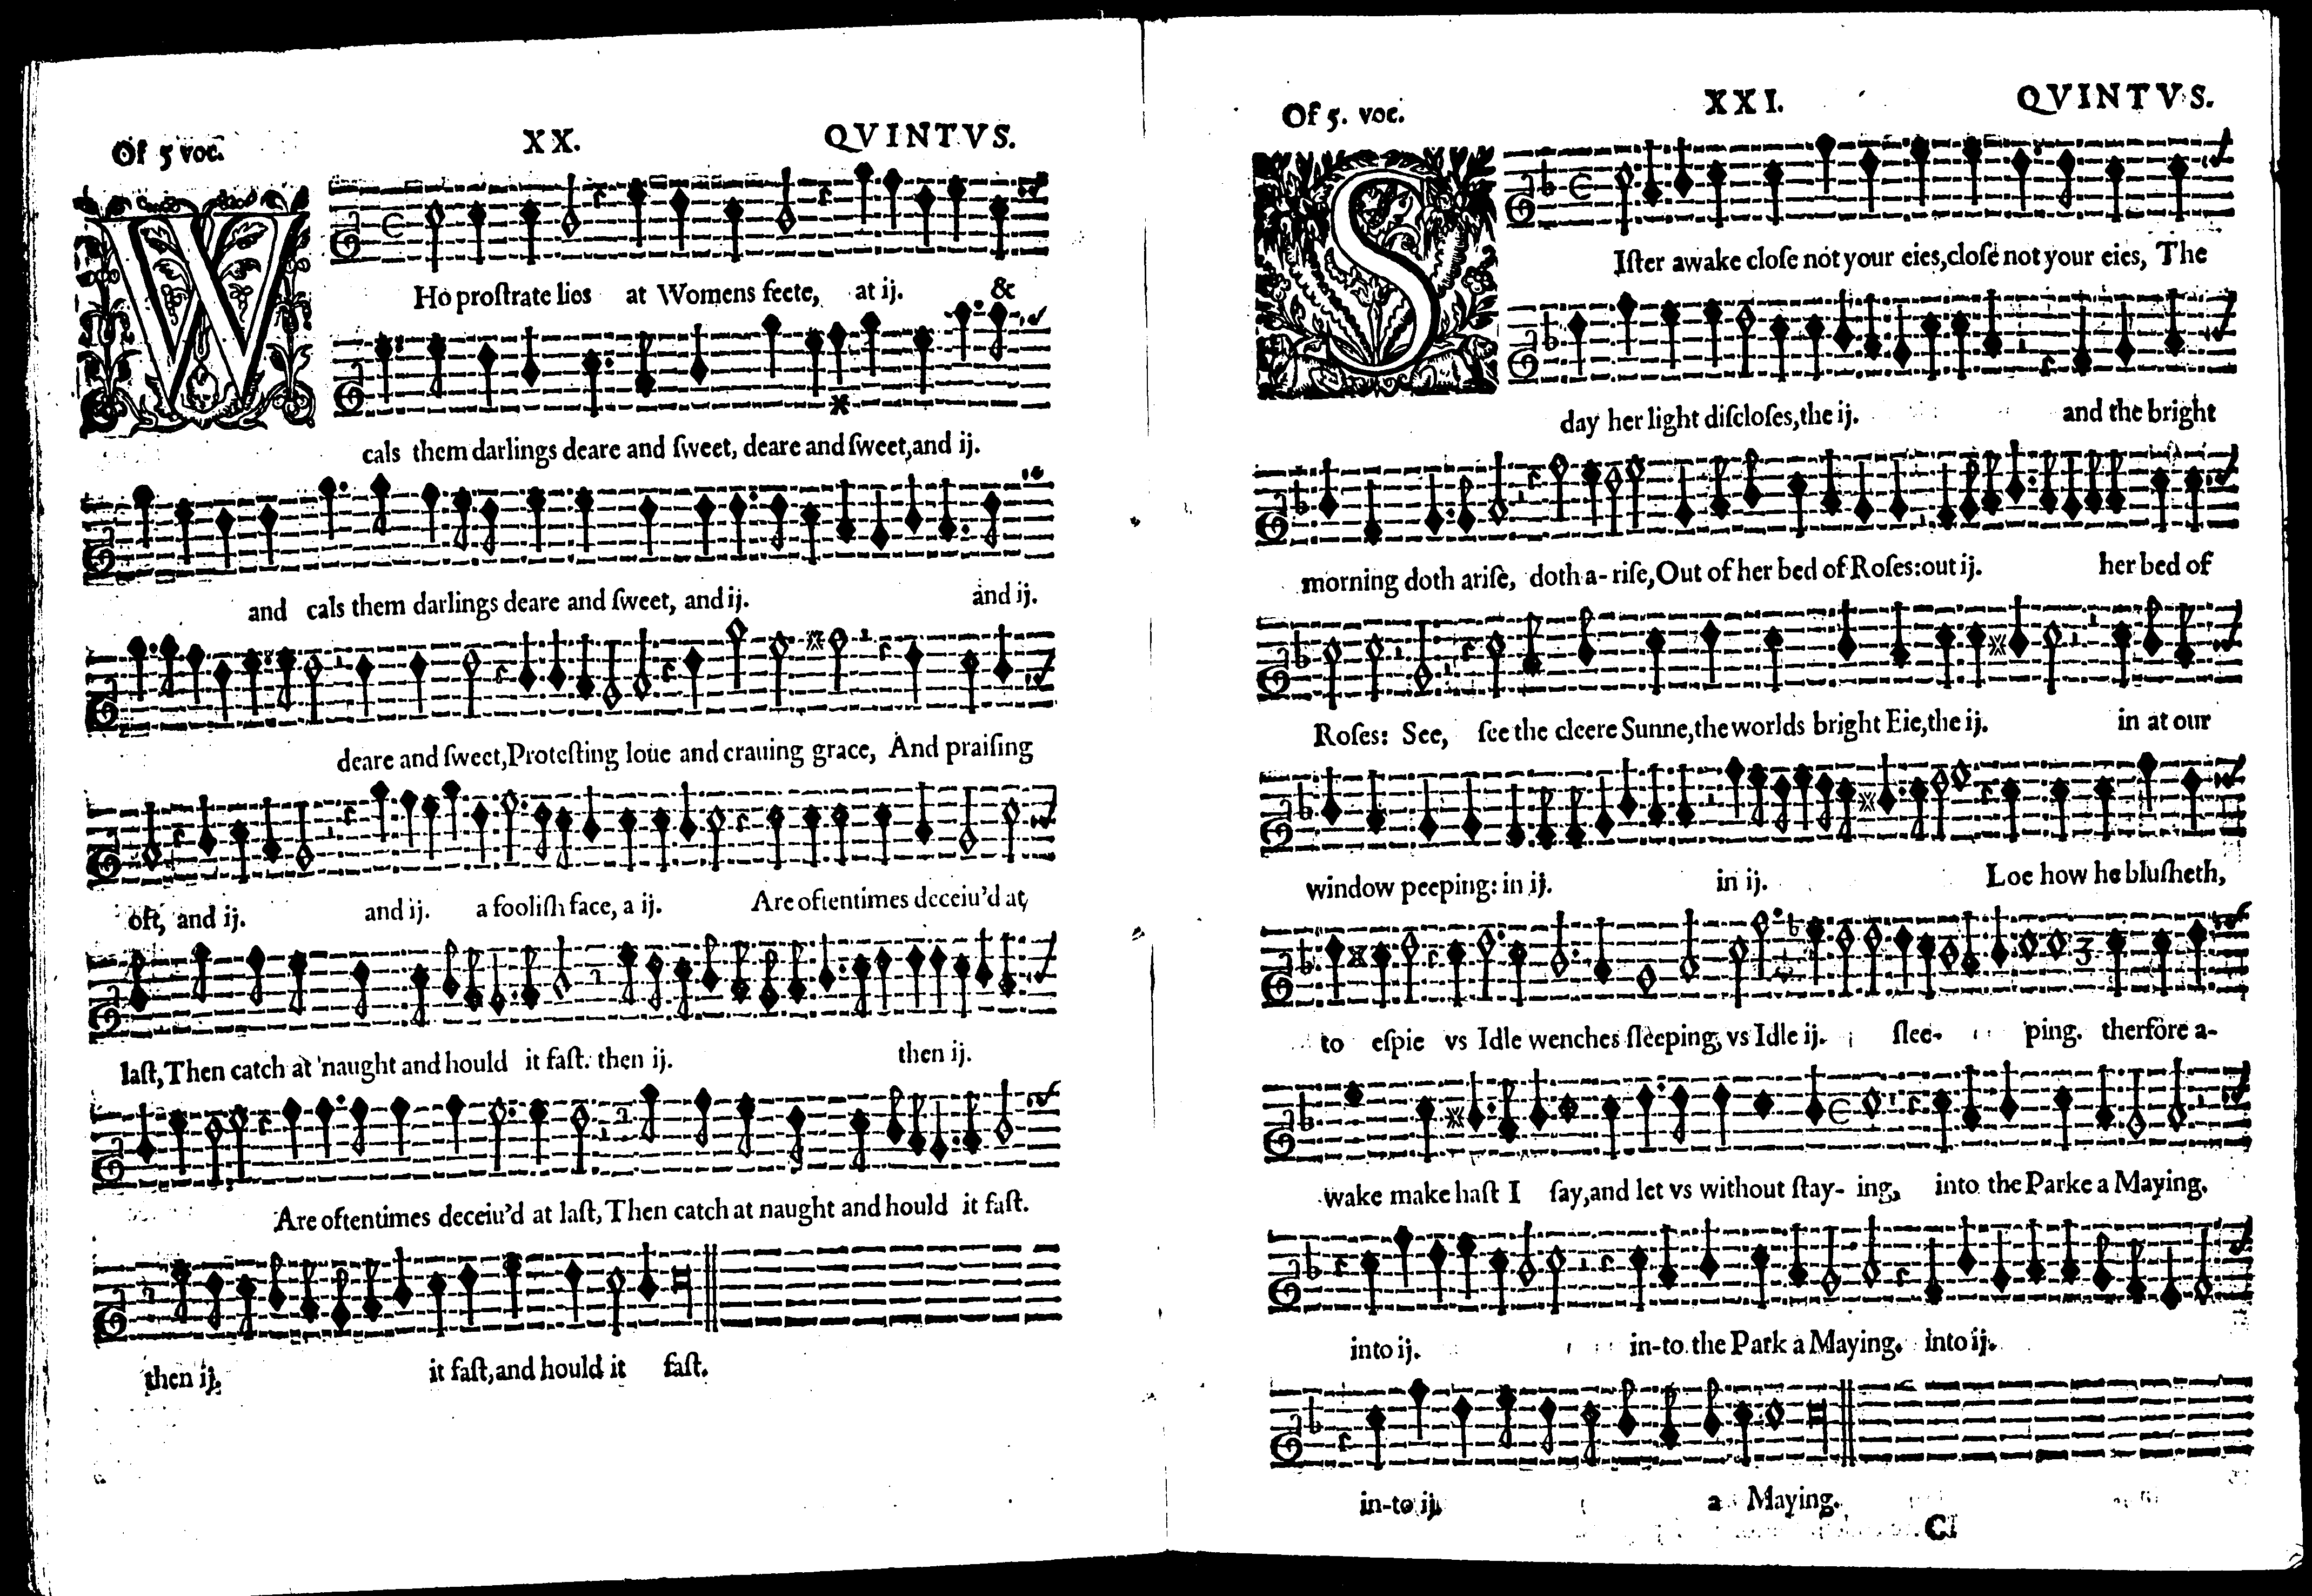 Of 5 voc. XX. QVINTVS.
WHo proſtrate lies at Womens feete, at ij. &
cals them darlings deare and ſweet, deare and ſweet,and ij.
and cals them darlings deare and ſweet, and ij. and ij.
deare and ſweet,Proteſting loue and crauing grace, And praiſing
oft, and ij. and ij. a fooliſh face, a ij. Are oftentimes deceiu'd at
laſt,Then catch at naught and hould it faſt. then ij. then ij.
Are oftentimes deceiu'd at laſt,Then catch at naught and hould it faſt.
then ij. it faſt,and hould it faſt.
Of 5. voc. XXI. QVINTVS.
SIſter awake cloſe not your eies,cloſe not your eies, The
day her light diſcloſes,the ij. and the bright
morning doth ariſe, doth a-riſe,Out of her bed of Roſes:out ij. her bed of
Roſes: See, ſee the cleere Sunne,the worlds bright Eie,the ij. in at our
window peeping: in ij. in ij. Loe how he bluſheth,
to eſpie vs Idle wenches ſleeping, vs Idle ij. ſlee- ping. therfore a-
wake make haſt I ſay,and let vs without ſtay- ing, into the Parke a Maying.
into ij. in-to the Park a Maying. into ij.
in-to ij. a Maying.
C